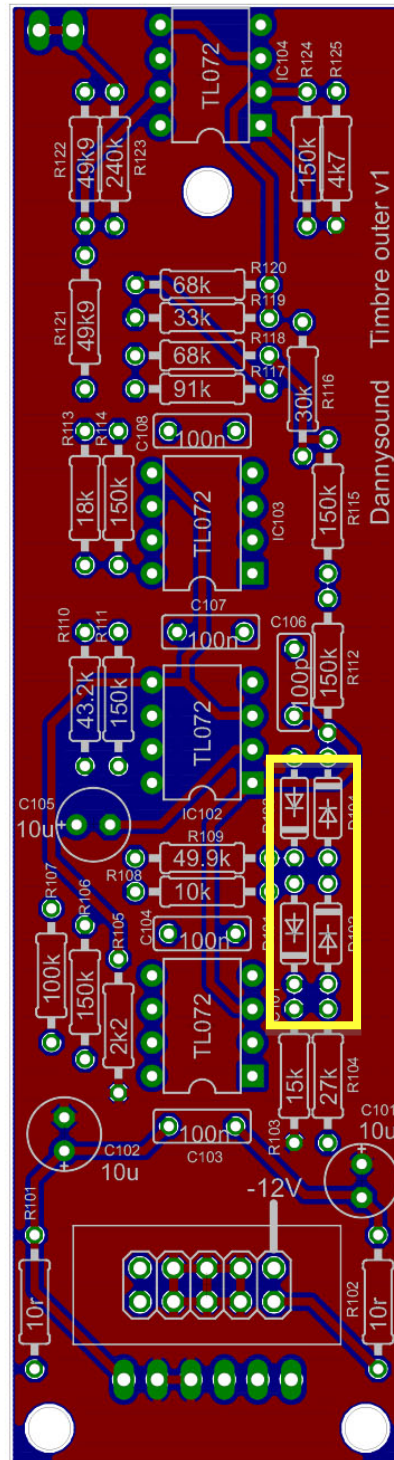 TL072
IC104
R124
R125
R122
49k9
240k
R123
150k
4k7
R121
49k9
68k
R120
33k
R119
68k
R118
91k
R117
30k
R116
Dannysound Timbre outer v1
R113
R114
C108
100n
18k
150k
TL072
IC103
150k
R115
R110
R111
C107
100n
C106
100p
R112
150k
43.2k
150k
TL072
IC102
C105
10u
+
R109
49.9k
R108
10k
R107
R106
R105
C104
100n
100k
150k
2k2
TL072
15k
27k
R103
R104
C102
10u
+
100n
C103
C101
10u
+
R101
10r
-12V
R102
10r